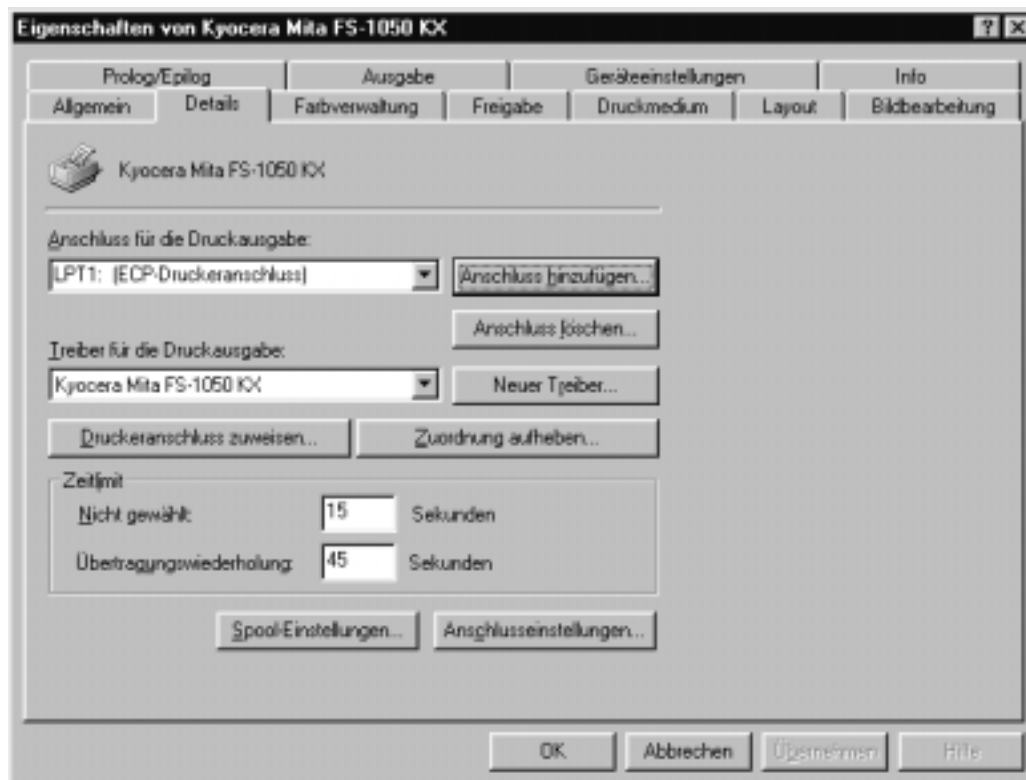 Eigenschaften von Kyocera Mita FS-1050 KX
Prolog/Epilog Ausgabe Geräteeinstellungen Info
Allgemein Details Farbverwaltung Freigabe Druckmedium Layout Bildbearbeitung
Kyocera Mita FS-1050 KX
Anschluss für die Druckausgabe:
LPT1: (ECP-Druckeranschluss) Anschluss hinzufügen...
Anschluss löschen...
Treiber für die Druckausgabe:
Kyocera Mita FS-1050 KX Neuer Treiber...
Druckeranschluss zuweisen... Zuordnung aufheben...
Zeitlimit
Nicht gewählt: 15 Sekunden
Übertragungswiederholung: 45 Sekunden
Spool-Einstellungen... Anschlusseinstellungen...
OK Abbrechen Übernehmen Hilfe